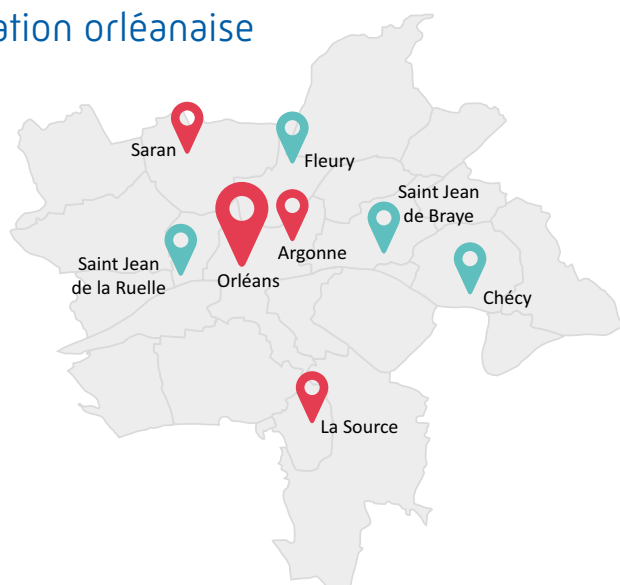 ation orléanaise
Saran
Fleury
Saint Jean
de Braye
Argonne
Saint Jean
de la Ruelle
Orléans
Chécy
La Source